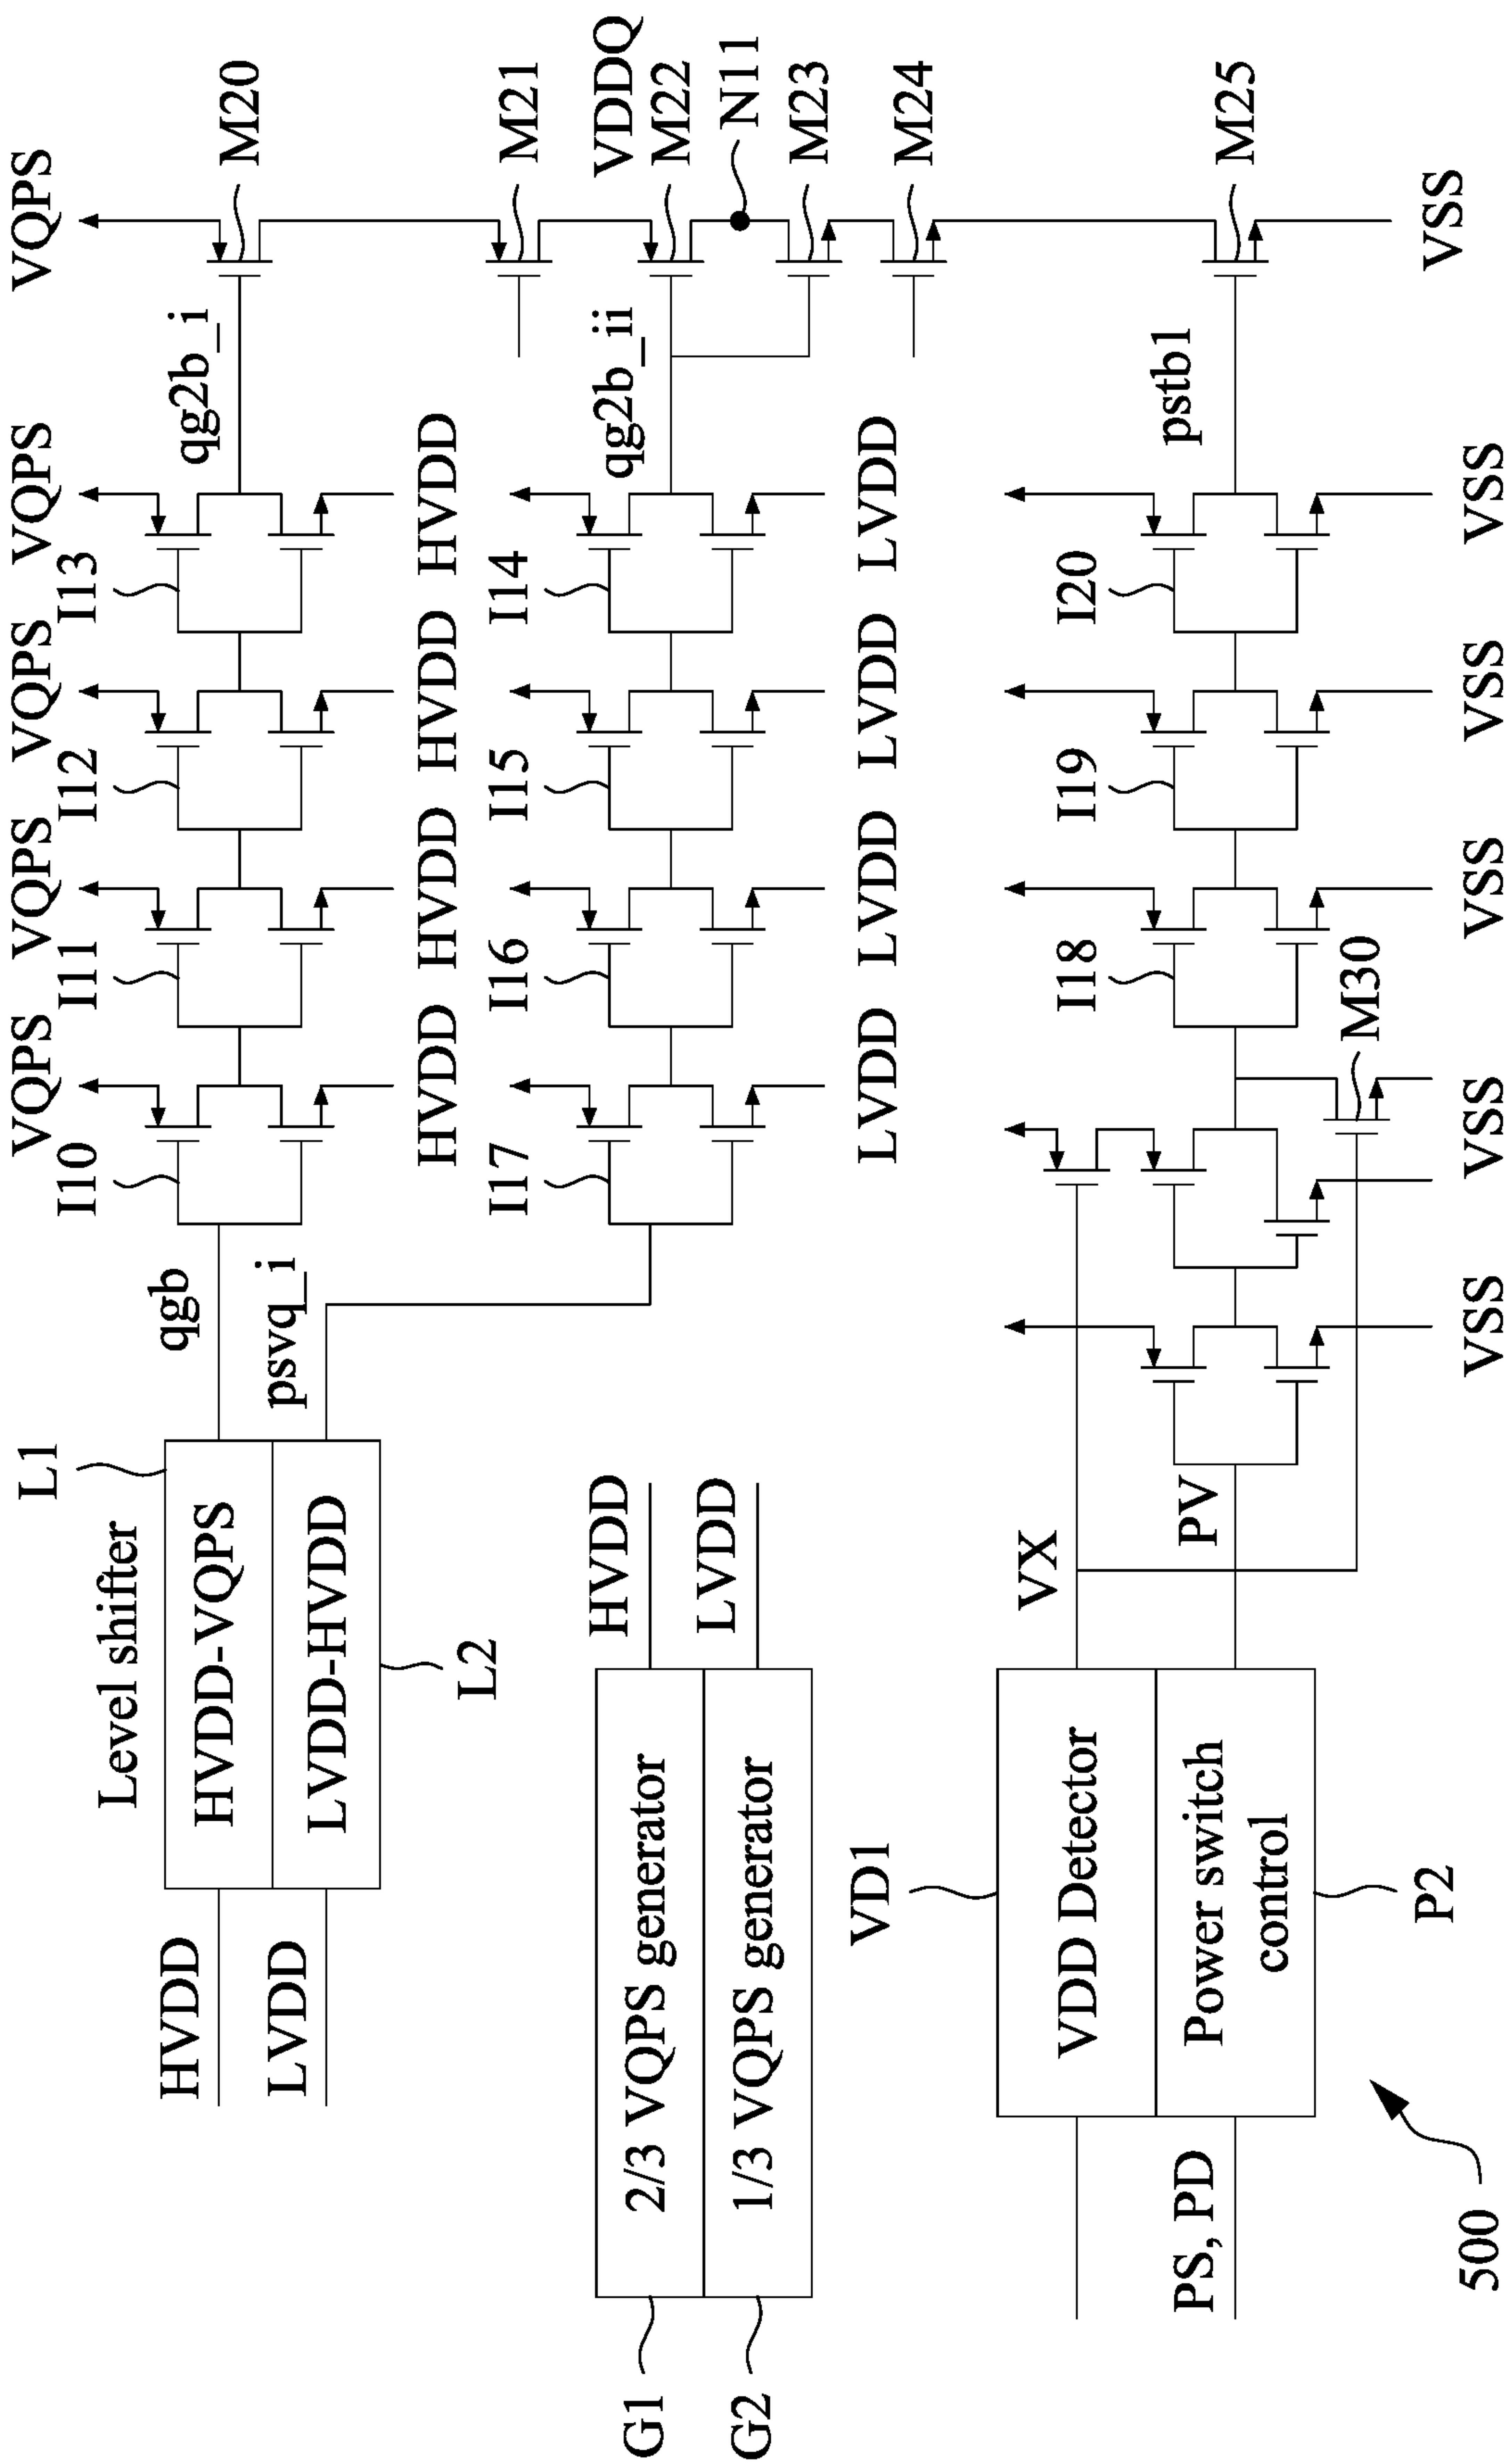 VQPS
VQPS
VQPS
VQPS
VQPS
I10
I11
I12
I13
qg2b_i
M20
L1
Level shifter
HVDD
LVDD
HVDD-VQPS
LVDD-HVDD
L2
qgb
psvq_i
HVDD
HVDD
HVDD
HVDD
M21
I17
I16
I15
I14
qg2b_ii
VDDQ
M22
N11
M23
M24
G1
G2
2/3 VQPS generator
1/3 VQPS generator
HVDD
LVDD
LVDD
LVDD
LVDD
LVDD
VD1
VDD Detector
Power switch
control
PS, PD
P2
VX
PV
I18
I19
I20
pstb1
M25
M30
VSS
VSS
VSS
VSS
VSS
VSS
500